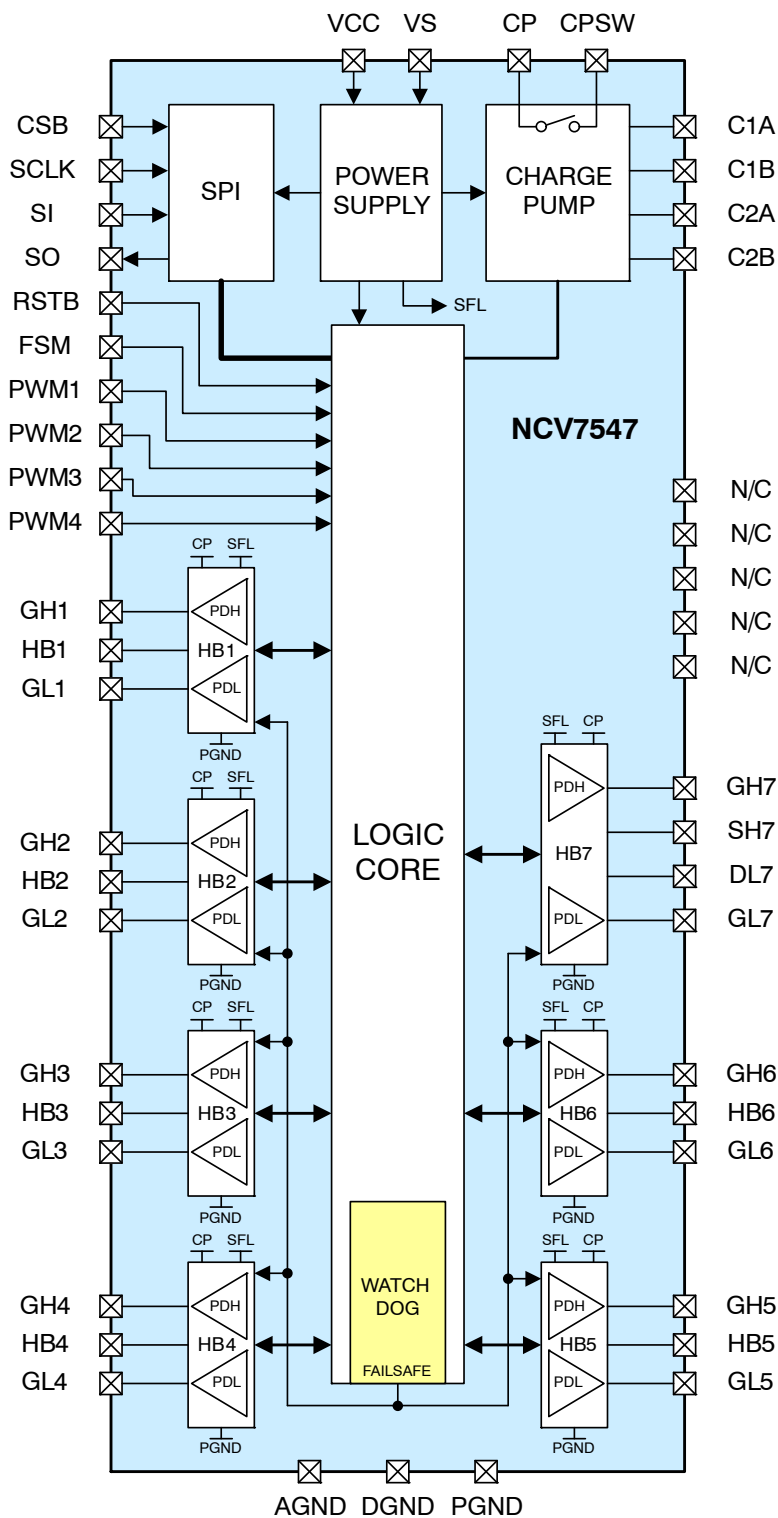 VCC VS CP CPSW
CSB
SCLK
SI
SO
RSTB
FSM
PWM1
PWM2
PWM3
PWM4
SPI
POWER
SUPPLY
CHARGE
PUMP
SFL
C1A
C1B
C2A
C2B
NCV7547
N/C
N/C
N/C
N/C
N/C
LOGIC
CORE
GH1
HB1
GL1
CP SFL
PDH
HB1
PDL
PGND
GH2
HB2
GL2
CP SFL
PDH
HB2
PDL
PGND
GH3
HB3
GL3
CP SFL
PDH
HB3
PDL
PGND
GH4
HB4
GL4
CP SFL
PDH
HB4
PDL
PGND
WATCH
DOG
FAILSAFE
SFL CP
PDH
HB7
PDL
PGND
GH7
SH7
DL7
GL7
SFL CP
PDH
HB6
PDL
PGND
GH6
HB6
GL6
SFL CP
PDH
HB5
PDL
PGND
GH5
HB5
GL5
AGND DGND PGND